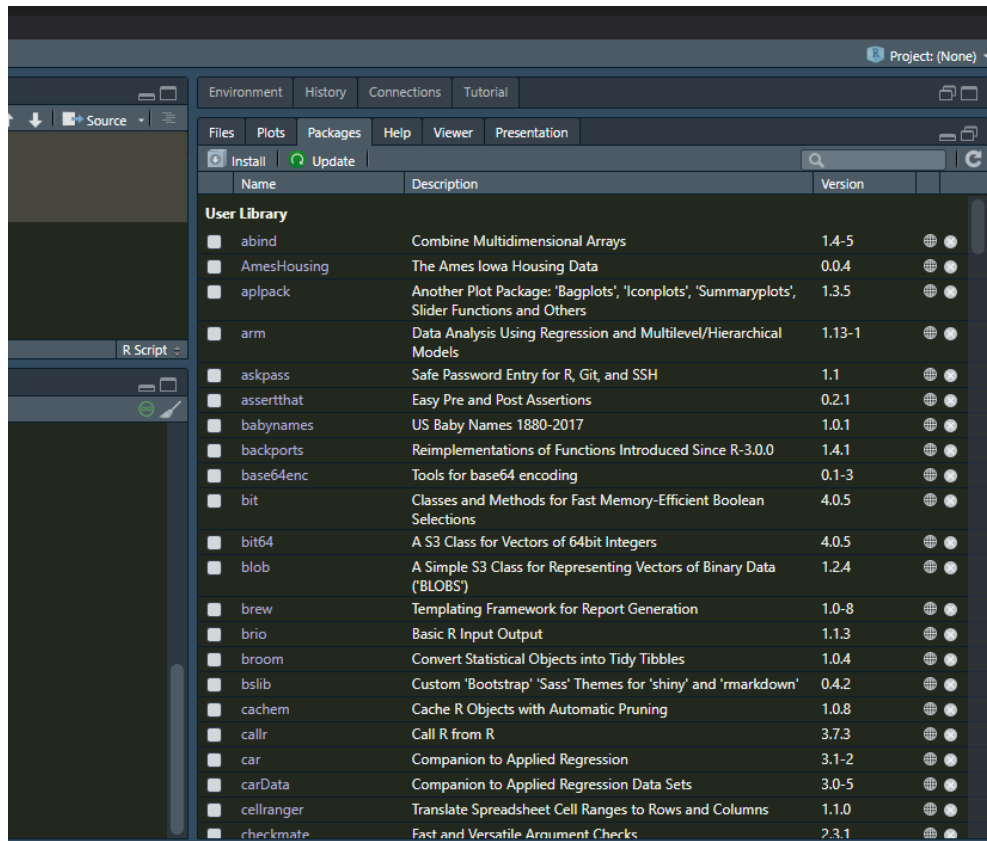 Project: (None)
Environment History Connections Tutorial
Source
Files Plots Packages Help Viewer Presentation
Install Update
Name Description Version
User Library
abind Combine Multidimensional Arrays 1.4-5
AmesHousing The Ames Iowa Housing Data 0.0.4
aplpack Another Plot Package: 'Bagplots', 'Iconplots', 'Summaryplots', 1.3.5
Slider Functions and Others
arm Data Analysis Using Regression and Multilevel/Hierarchical 1.13-1
Models
R Script
askpass Safe Password Entry for R, Git, and SSH 1.1
assertthat Easy Pre and Post Assertions 0.2.1
babynames US Baby Names 1880-2017 1.0.1
backports Reimplementations of Functions Introduced Since R-3.0.0 1.4.1
base64enc Tools for base64 encoding 0.1-3
bit Classes and Methods for Fast Memory-Efficient Boolean 4.0.5
Selections
bit64 A S3 Class for Vectors of 64bit Integers 4.0.5
blob A Simple S3 Class for Representing Vectors of Binary Data 1.2.4
('BLOBS')
brew Templating Framework for Report Generation 1.0-8
brio Basic R Input Output 1.1.3
broom Convert Statistical Objects into Tidy Tibbles 1.0.4
bslib Custom 'Bootstrap' 'Sass' Themes for 'shiny' and 'rmarkdown' 0.4.2
cachem Cache R Objects with Automatic Pruning 1.0.8
callr Call R from R 3.7.3
car Companion to Applied Regression 3.1-2
carData Companion to Applied Regression Data Sets 3.0-5
cellranger Translate Spreadsheet Cell Ranges to Rows and Columns 1.1.0
checkmate Fast and Versatile Argument Checks 2.3.1